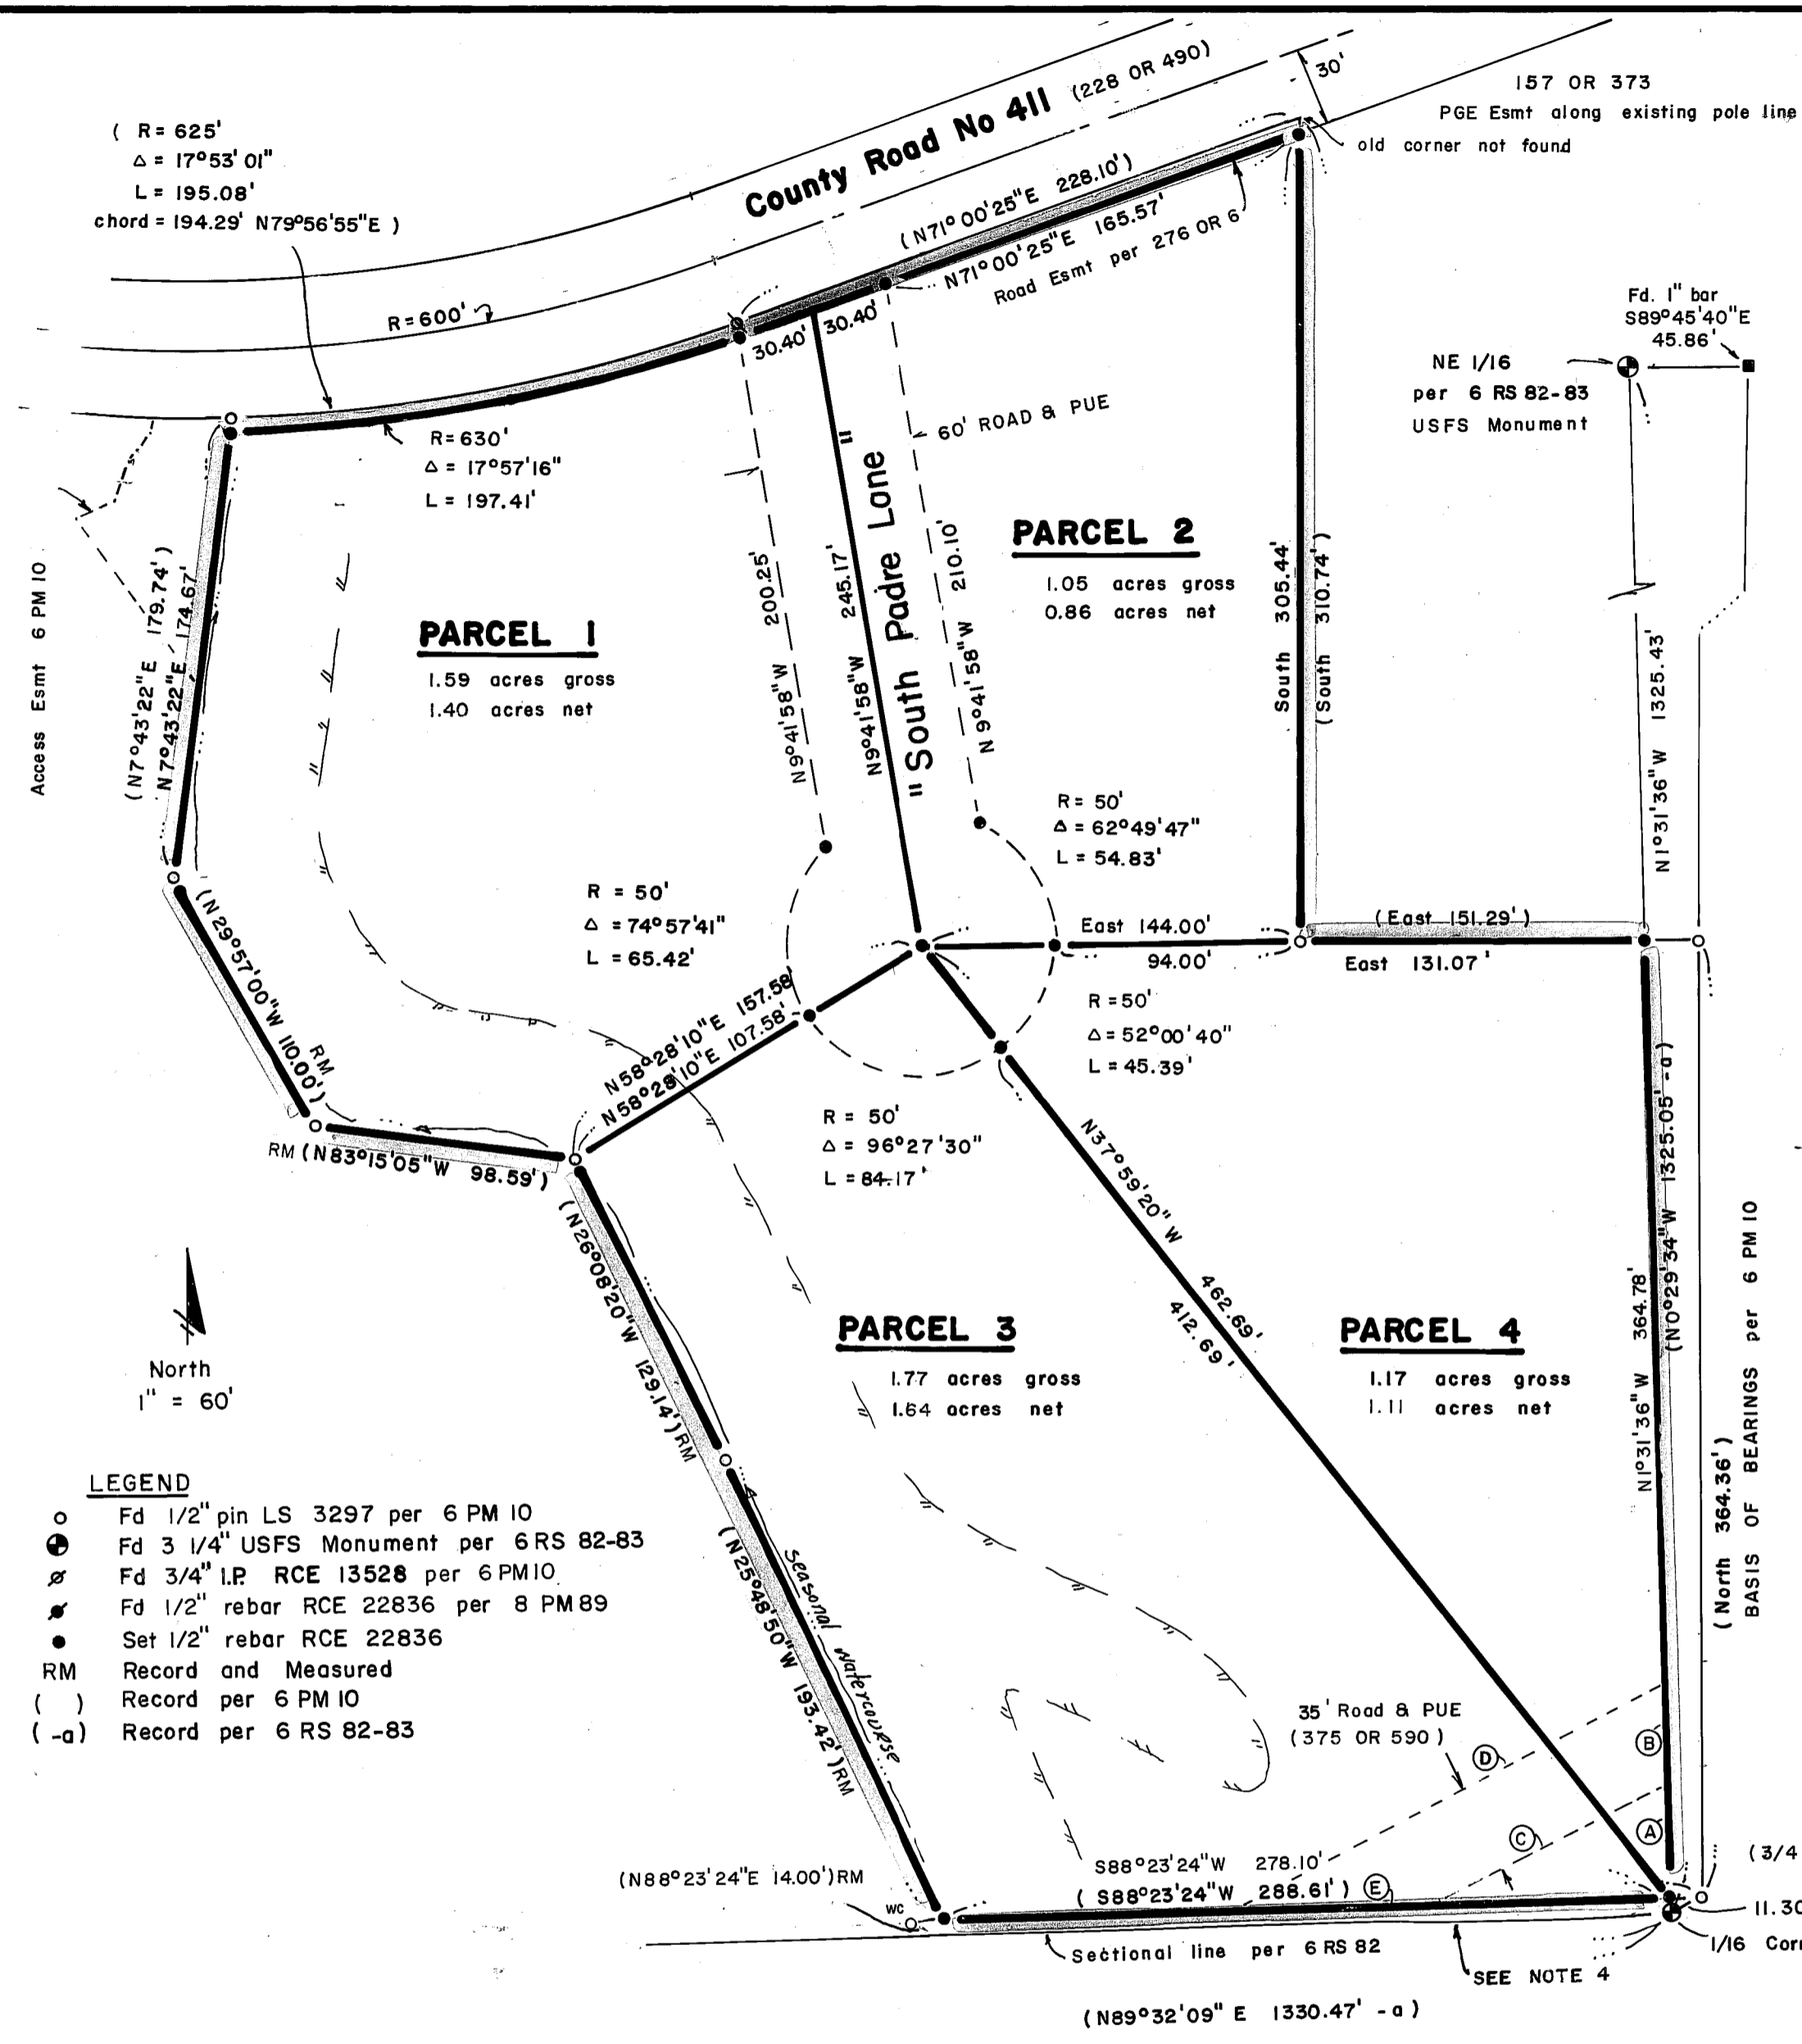 County Road No 411 (228 OR 490)
30'
157 OR 373
PGE Esmt along existing pole line
old corner not found
( R= 625'
Δ = 17°53'01"
L = 195.08'
chord = 194.29' N79°56'55"E )
R=600'
(N71°00'25"E 228.10')
N71°00'25"E 165.57'
Road Esmt per 276 OR 6
30.40'
30.40'
Fd. 1" bar
S89°45'40"E
45.86'
NE 1/16
per 6 RS 82-83
USFS Monument
R= 630'
Δ = 17°57'16"
L = 197.41'
60' ROAD & PUE
Access Esmt 6 PM 10
(N7°43'22"E 179.74')
N7°43'22"E 174.67'
PARCEL 1
1.59 acres gross
1.40 acres net
N9°41'58"W 200.25'
N9°41'58"W 245.17'
"South Padre Lane"
N9°41'58"W 210.10'
PARCEL 2
1.05 acres gross
0.86 acres net
South 305.44'
(South 310.74')
N1°31'36"W 1325.43'
R= 50'
Δ = 62°49'47"
L = 54.83'
R = 50'
Δ = 74°57'41"
L = 65.42'
East 144.00'
94.00'
(East 151.29')
East 131.07'
R =50'
Δ= 52°00'40"
L = 45.39'
(N29°57'00"W 110.00')
RM
N58°28'10"E 157.58'
N58°28'10"E 107.58'
RM (N83°15'05"W 98.59')
R = 50'
Δ = 96°27'30"
L = 84.17'
N37°59'20"W 462.69'
412.69'
N1°31'36"W 364.78'
(N0°29'34"W 1325.05' -a)
(North 364.36')
BASIS OF BEARINGS per 6 PM 10
(N26°08'20"W 129.14')RM
North
1" = 60'
PARCEL 3
1.77 acres gross
1.64 acres net
PARCEL 4
1.17 acres gross
1.11 acres net
LEGEND
Fd 1/2" pin LS 3297 per 6 PM 10
Fd 3 1/4" USFS Monument per 6 RS 82-83
Fd 3/4" I.P. RCE 13528 per 6 PM 10
Fd 1/2" rebar RCE 22836 per 8 PM 89
Set 1/2" rebar RCE 22836
RM Record and Measured
( ) Record per 6 PM 10
( -a) Record per 6 RS 82-83
(N25°48'50"W 193.42')RM
Seasonal Watercourse
35' Road & PUE
(375 OR 590)
D
B
C
A
E
(3/4
(N88°23'24"E 14.00')RM
WC
S88°23'24"W 278.10'
( S88°23'24"W 288.61')
11.30
1/16 Corn
Sectional line per 6 RS 82
SEE NOTE 4
(N89°32'09"E 1330.47' -a)